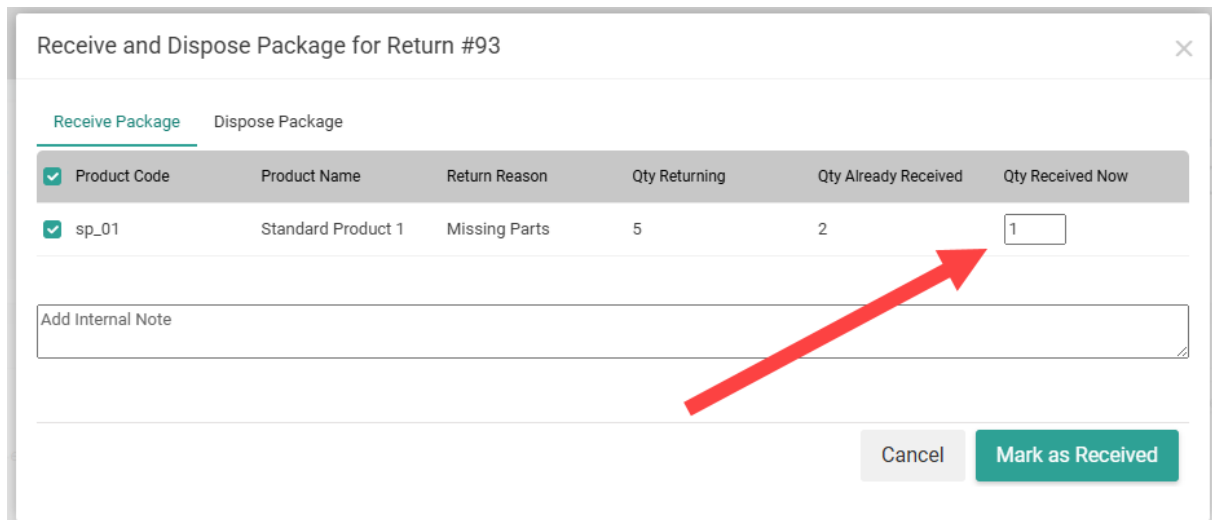 Receive and Dispose Package for Return #93
Receive Package Dispose Package
Product Code Product Name Return Reason Qty Returning Qty Already Received Qty Received Now
sp_01 Standard Product 1 Missing Parts 5 2 1
Add Internal Note
Cancel Mark as Received